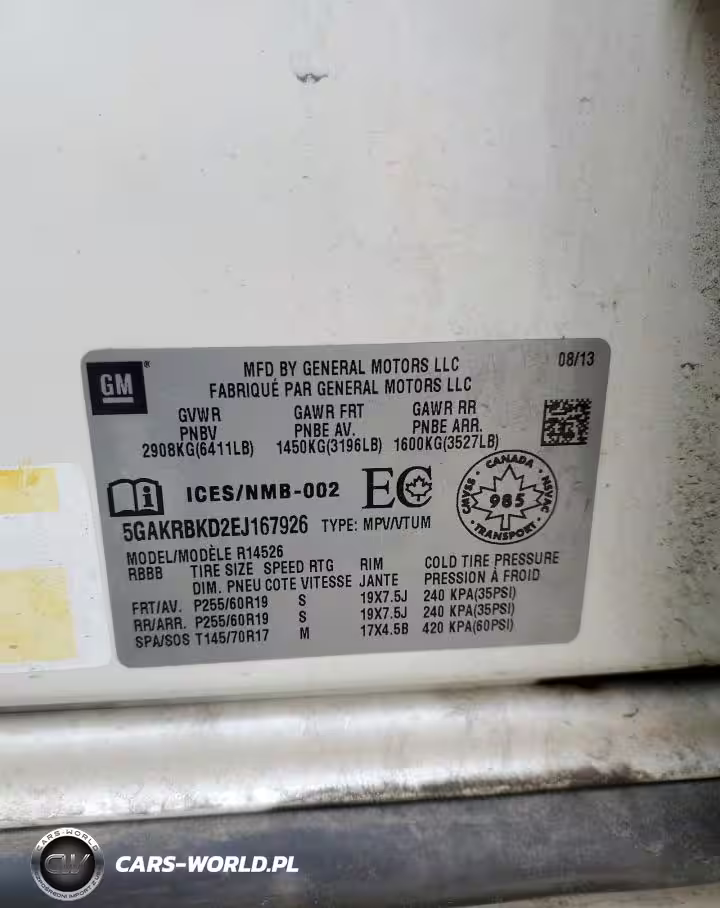 GM
MFD BY GENERAL MOTORS LLC 08/13
FABRIQUÉ PAR GENERAL MOTORS LLC
GVWR GAWR FRT GAWR RR
PNBV PNBE AV. PNBE ARR.
2908KG(6411LB) 1450KG(3196LB) 1600KG(3527LB)
ICES/NMB-002 EC
CANADA
CMVSS 985 NSVAC
TRANSPORT
5GAKRBKD2EJ167926 TYPE: MPV/VTUM
MODEL/MODÈLE R14526
RBBB TIRE SIZE SPEED RTG RIM COLD TIRE PRESSURE
DIM. PNEU COTE VITESSE JANTE PRESSION À FROID
FRT/AV. P255/60R19 S 19X7.5J 240 KPA(35PSI)
RR/ARR. P255/60R19 S 19X7.5J 240 KPA(35PSI)
SPA/SOS T145/70R17 M 17X4.5B 420 KPA(60PSI)
CARS-WORLD
CW
CARS-WORLD.PL